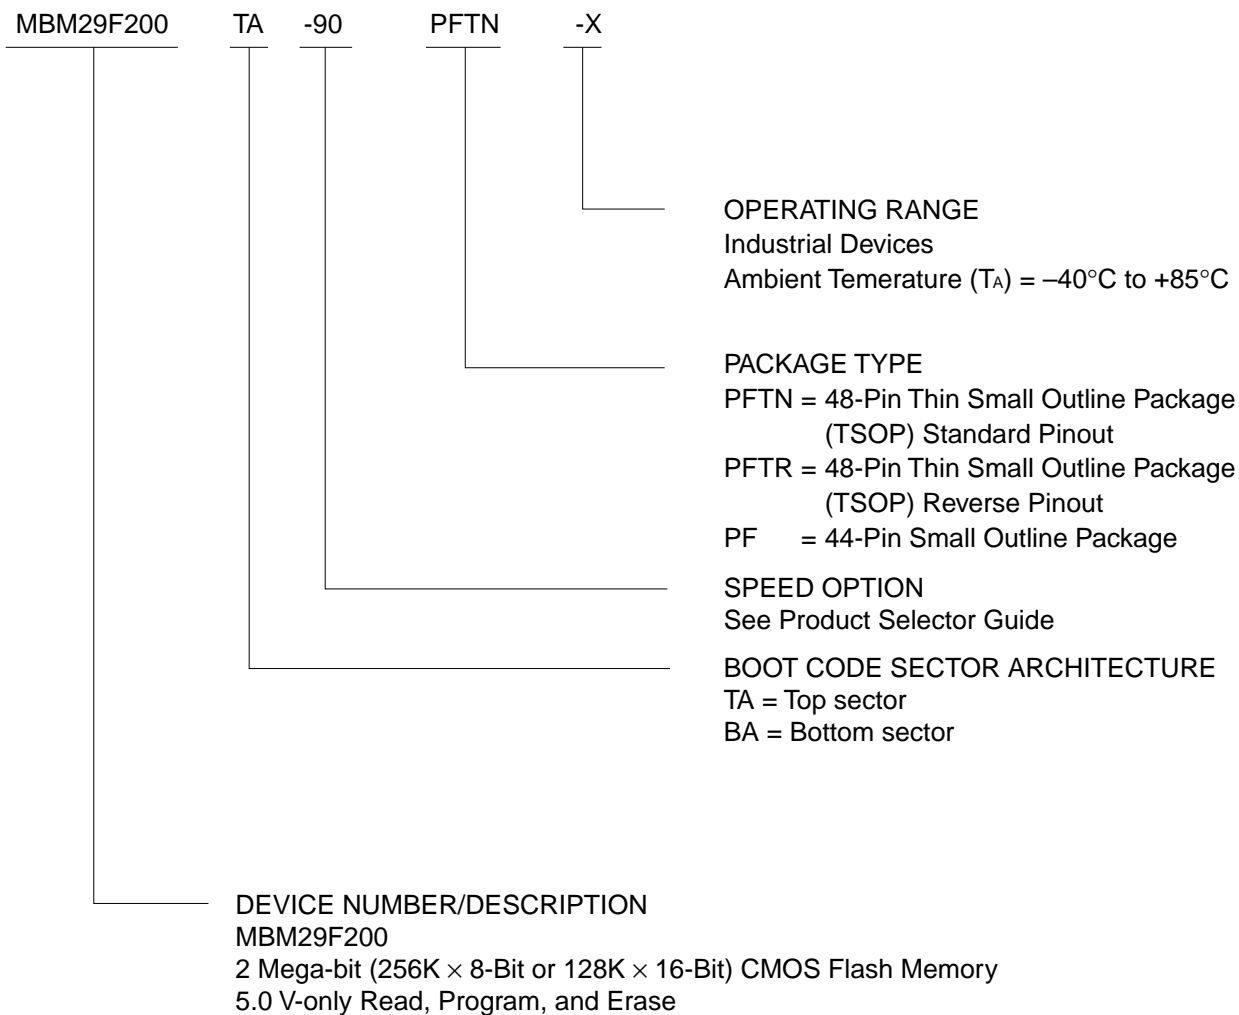 MBM29F200 TA -90 PFTN -X
OPERATING RANGE
Industrial Devices
Ambient Temerature (TA) = –40°C to +85°C
PACKAGE TYPE
PFTN = 48-Pin Thin Small Outline Package
(TSOP) Standard Pinout
PFTR = 48-Pin Thin Small Outline Package
(TSOP) Reverse Pinout
PF = 44-Pin Small Outline Package
SPEED OPTION
See Product Selector Guide
BOOT CODE SECTOR ARCHITECTURE
TA = Top sector
BA = Bottom sector
DEVICE NUMBER/DESCRIPTION
MBM29F200
2 Mega-bit (256K × 8-Bit or 128K × 16-Bit) CMOS Flash Memory
5.0 V-only Read, Program, and Erase